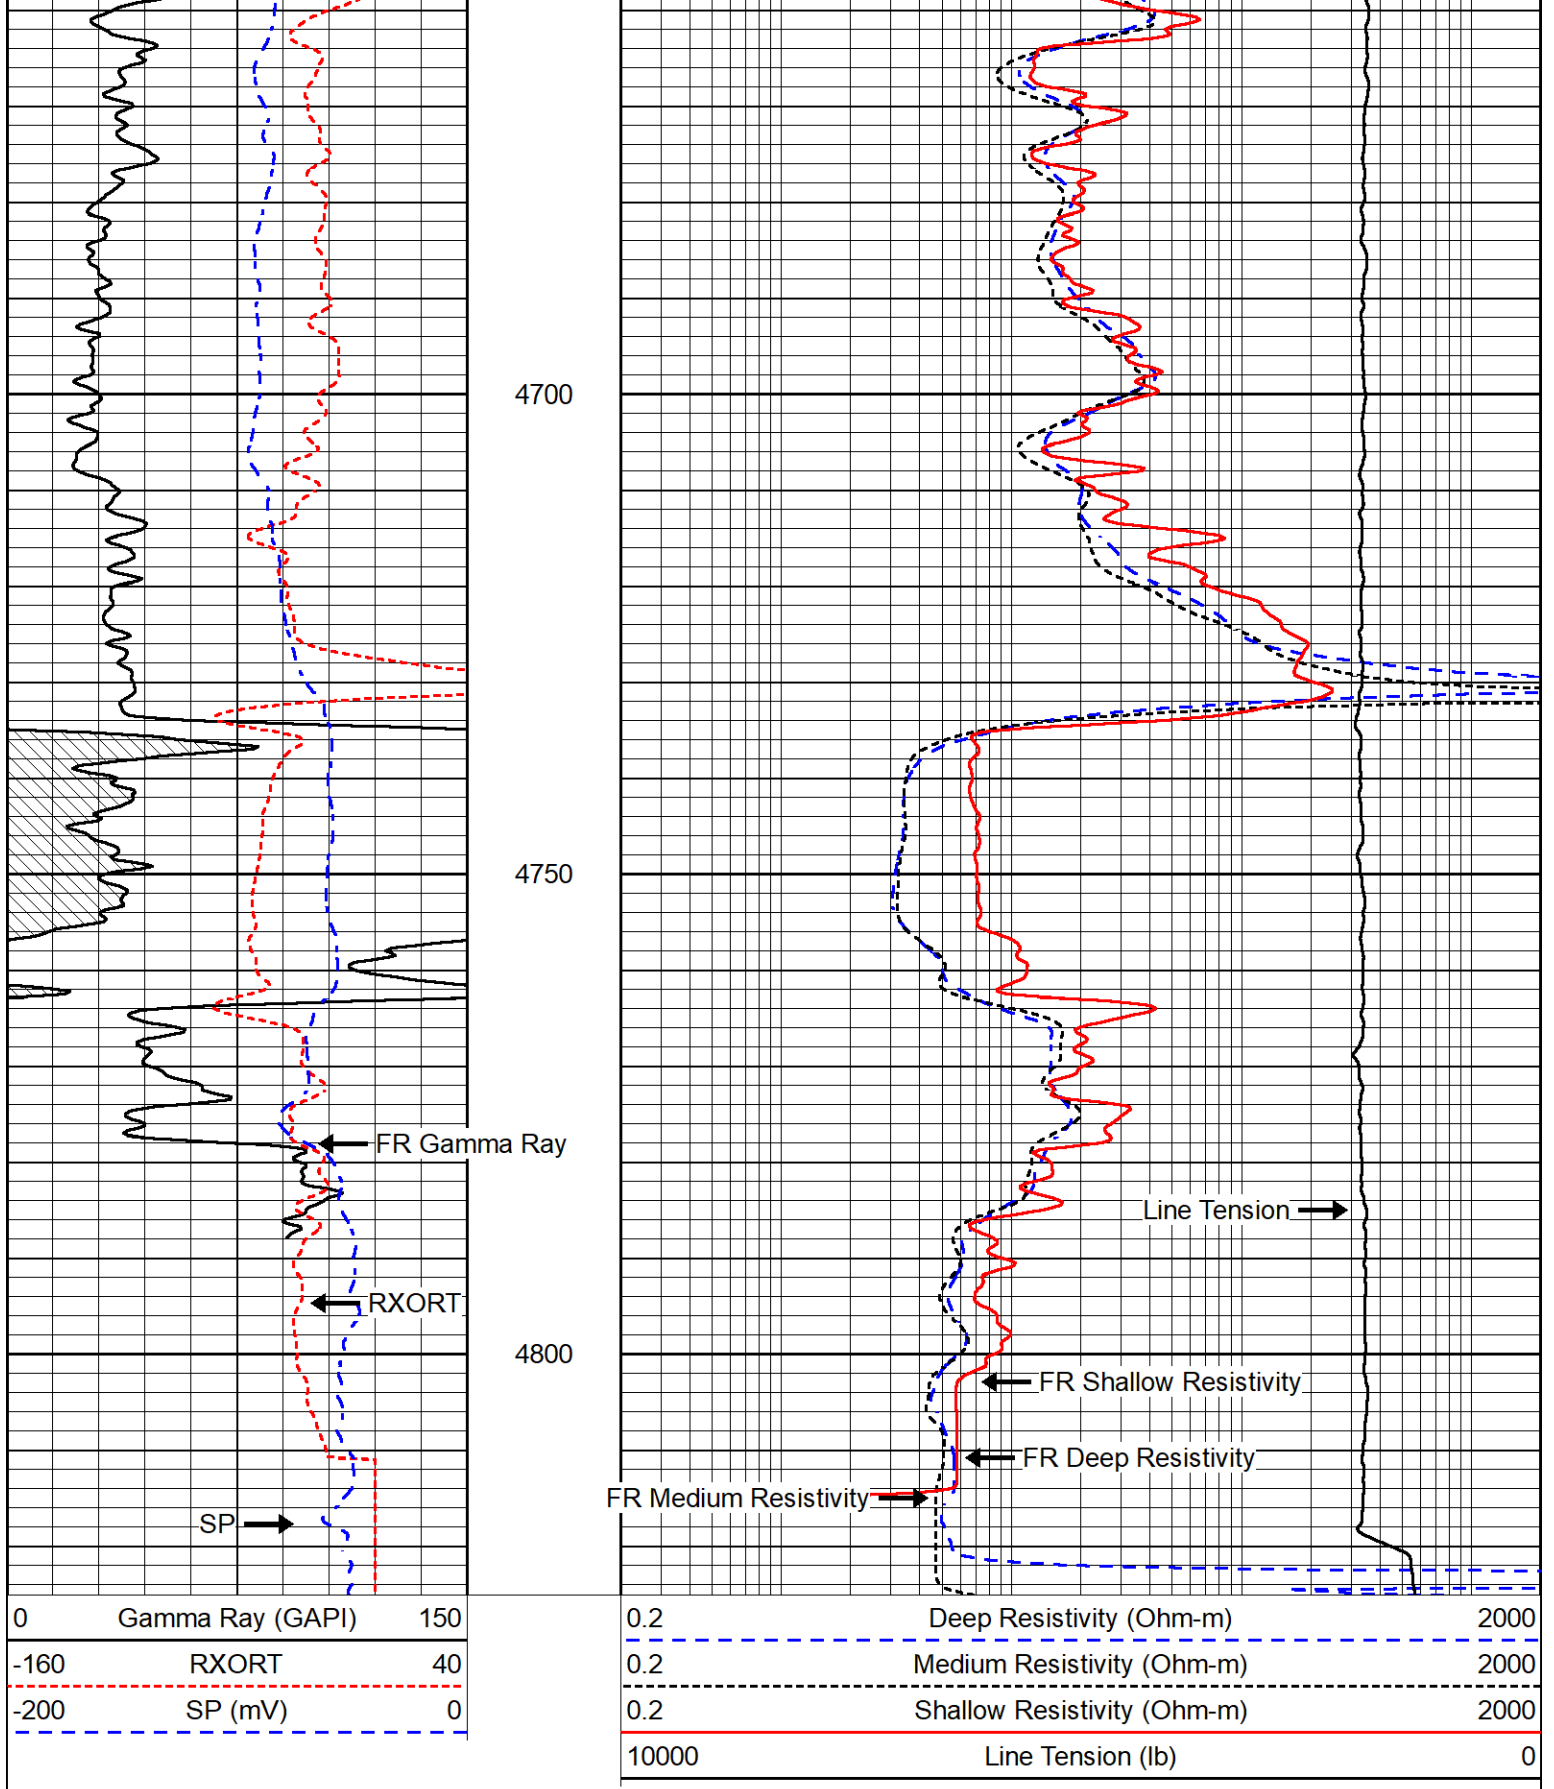 4700
4750
FR Gamma Ray
Line Tension
RXORT
4800
FR Shallow Resistivity
FR Deep Resistivity
FR Medium Resistivity
SP
0 Gamma Ray (GAPI) 150
-160 RXORT 40
-200 SP (mV) 0
0.2 Deep Resistivity (Ohm-m) 2000
0.2 Medium Resistivity (Ohm-m) 2000
0.2 Shallow Resistivity (Ohm-m) 2000
10000 Line Tension (lb) 0